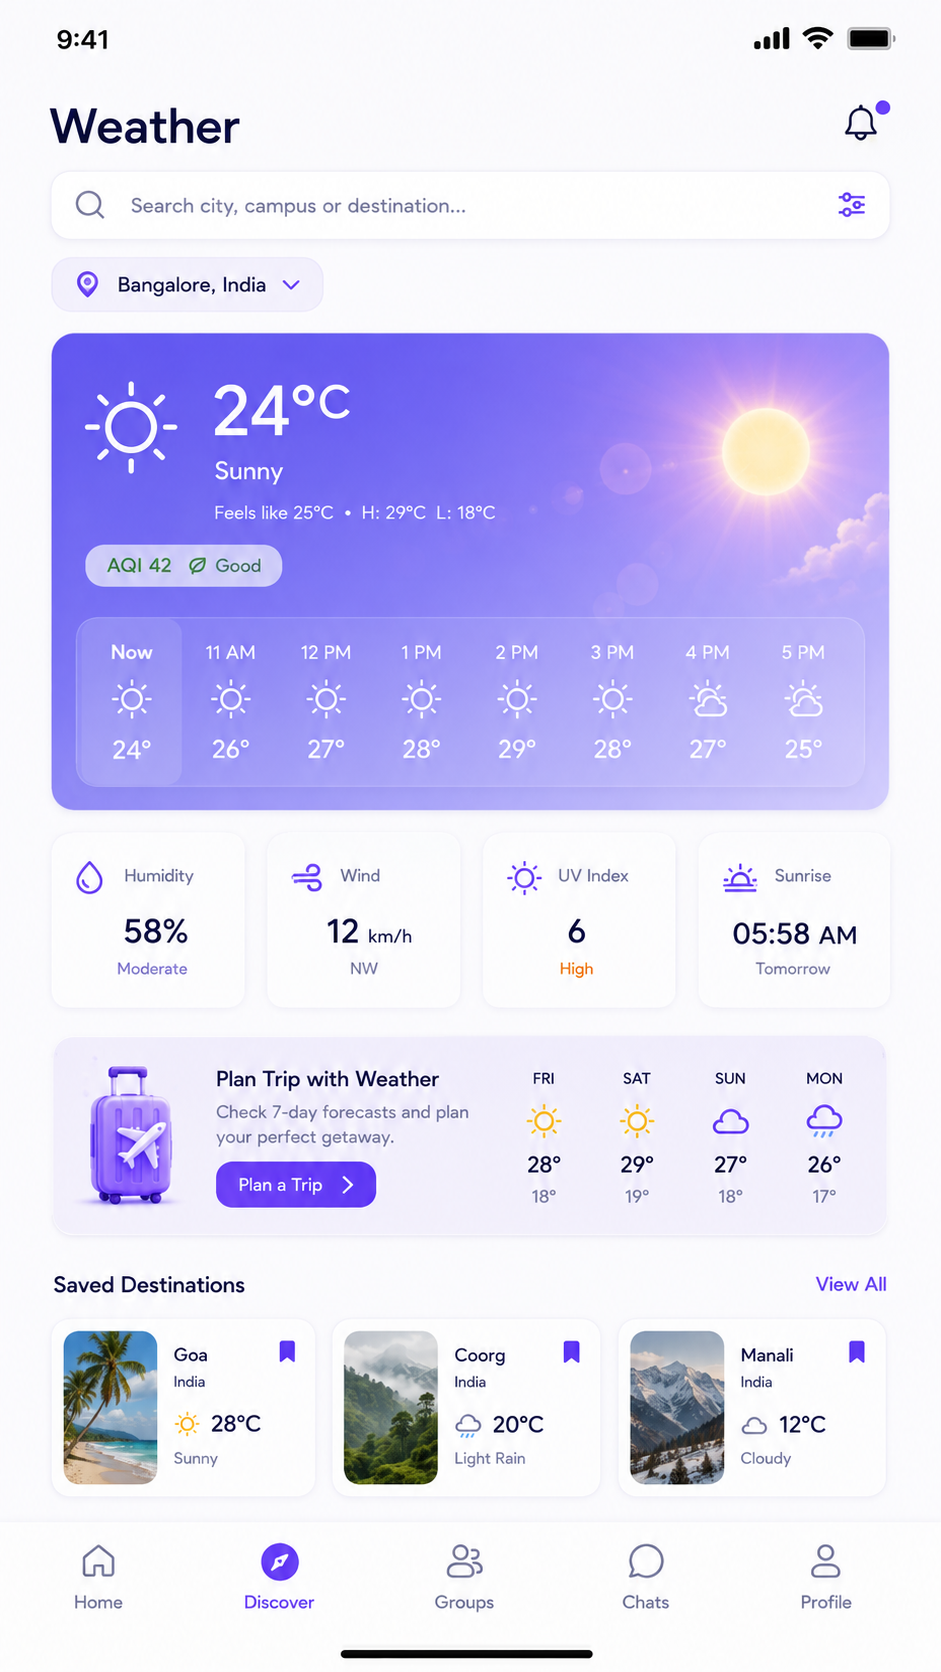 9:41
Weather
Search city, campus or destination...
Bangalore, India
24°C
Sunny
Feels like 25°C • H: 29°C L: 18°C
AQI 42 Good
Now 11 AM 12 PM 1 PM 2 PM 3 PM 4 PM 5 PM
24° 26° 27° 28° 29° 28° 27° 25°
Humidity
58%
Moderate
Wind
12 km/h
NW
UV Index
6
High
Sunrise
05:58 AM
Tomorrow
Plan Trip with Weather
Check 7-day forecasts and plan
your perfect getaway.
Plan a Trip
FRI SAT SUN MON
28° 29° 27° 26°
18° 19° 18° 17°
Saved Destinations
View All
Goa
India
28°C
Sunny
Coorg
India
20°C
Light Rain
Manali
India
12°C
Cloudy
Home Discover Groups Chats Profile